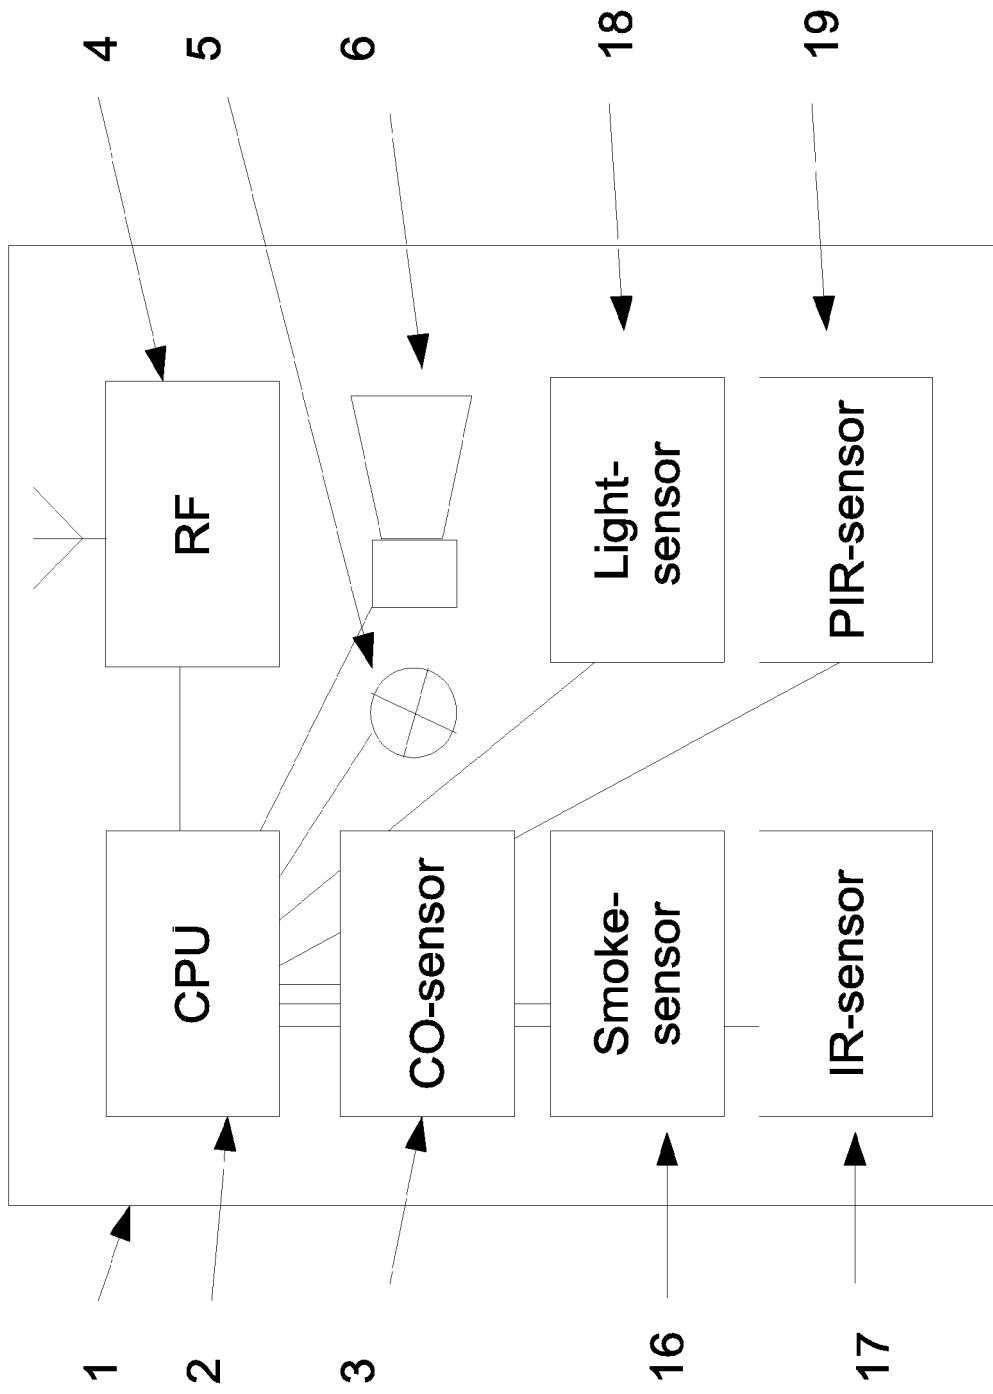 1
2
3
16
17
CPU
CO-sensor
Smoke-
sensor
IR-sensor
RF
Light-
sensor
PIR-sensor
4
5
6
18
19